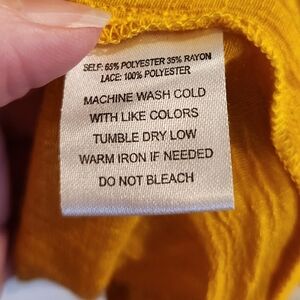 SELF: 65% POLYESTER 35% RAYON
LACE: 100% POLYESTER
MACHINE WASH COLD
WITH LIKE COLORS
TUMBLE DRY LOW
WARM IRON IF NEEDED
DO NOT BLEACH